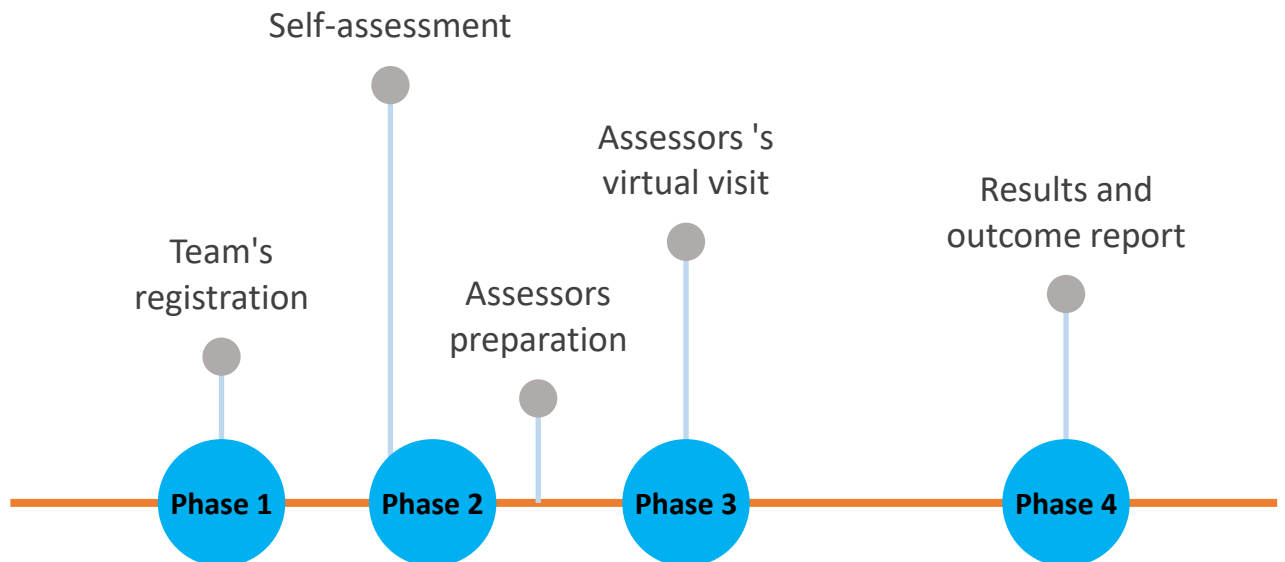 Self-assessment
Assessors 's
virtual visit
Results and
outcome report
Team's
registration
Assessors
preparation
Phase 1
Phase 2
Phase 3
Phase 4